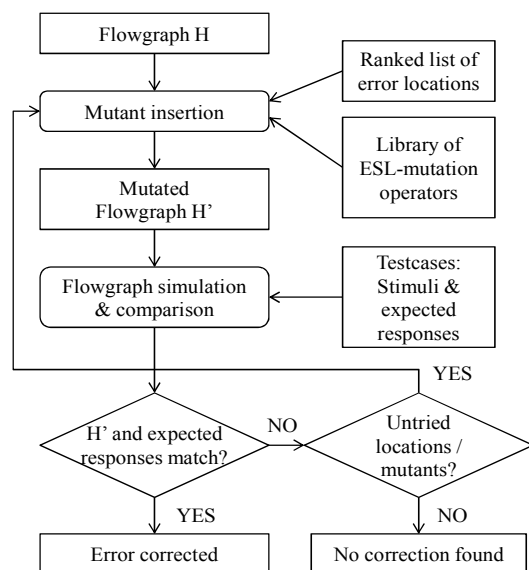 Flowgraph H
Ranked list of
error locations
Mutant insertion
Library of
ESL-mutation
operators
Mutated
Flowgraph H’
Testcases:
Stimuli &
expected
responses
Flowgraph simulation
& comparison
YES
H’ and expected
responses match?
NO
Untried
locations /
mutants?
YES
NO
Error corrected
No correction found